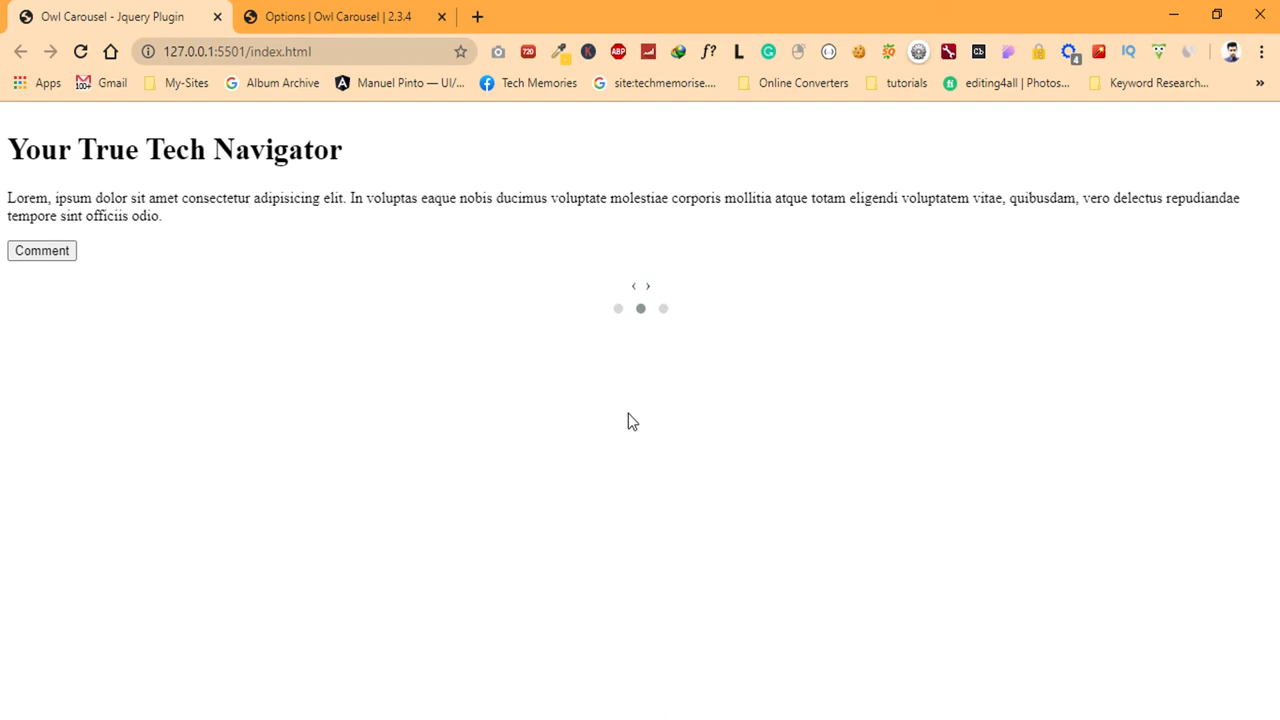 Owl Carousel - Jquery Plugin
Options | Owl Carousel | 2.3.4
127.0.0.1:5501/index.html
Apps
Gmail
My-Sites
Album Archive
Manuel Pinto — UI/...
Tech Memories
site:techmemorise....
Online Converters
tutorials
editing4all | Photos...
Keyword Research...
Your True Tech Navigator
Lorem, ipsum dolor sit amet consectetur adipisicing elit. In voluptas eaque nobis ducimus voluptate molestiae corporis mollitia atque totam eligendi voluptatem vitae, quibusdam, vero delectus repudiandae
tempore sint officiis odio.
Comment